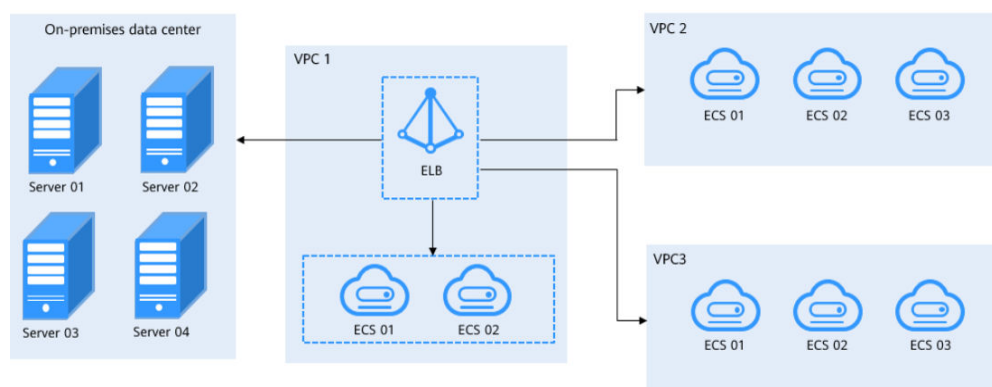 On-premises data center
Server 01
Server 02
Server 03
Server 04
VPC 1
ELB
ECS 01
ECS 02
VPC 2
ECS 01
ECS 02
ECS 03
VPC3
ECS 01
ECS 02
ECS 03